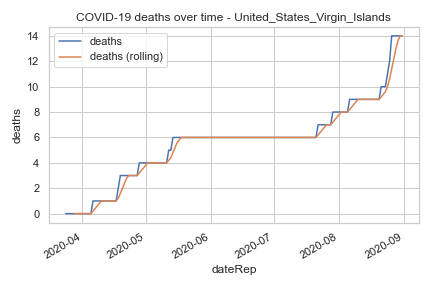 COVID-19 deaths over time - United_States_Virgin_Islands
deaths
deaths (rolling)
14
12
10
8
6
4
2
0
deaths
2020-04
2020-05
2020-06
2020-07
2020-08
2020-09
dateRep